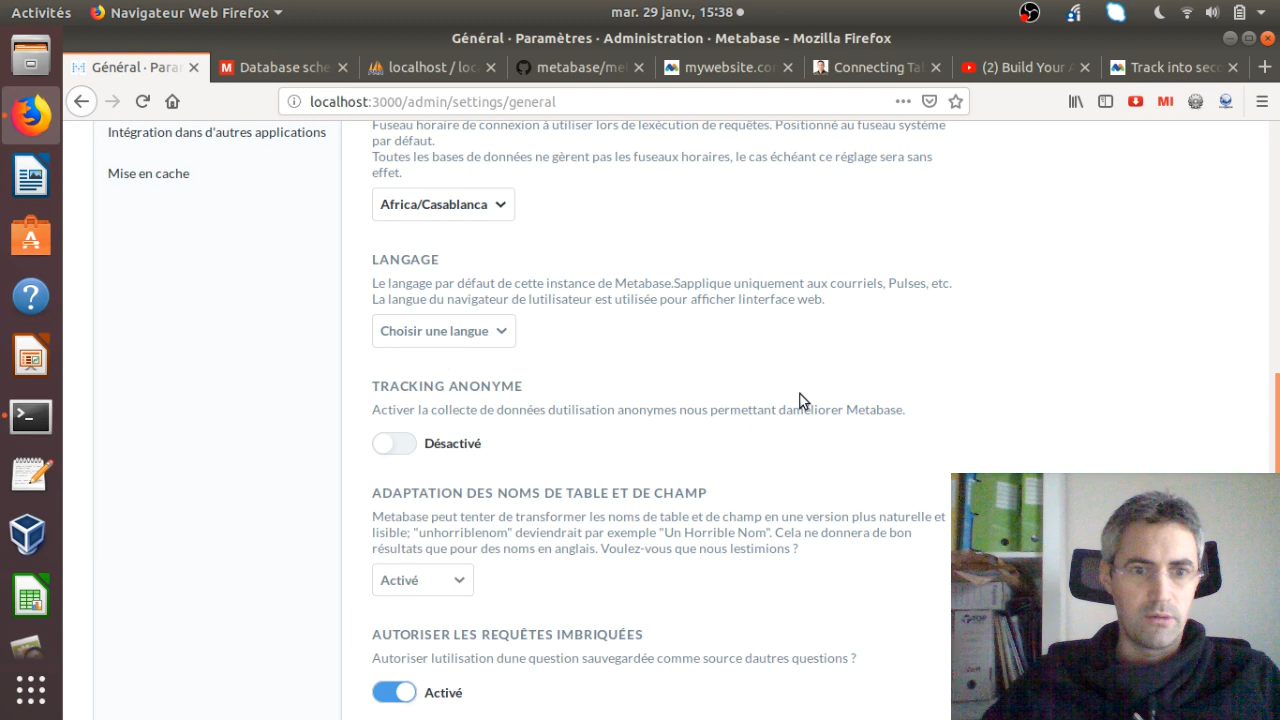 Activités
Navigateur Web Firefox
mar. 29 janv., 15:38
Général · Paramètres · Administration · Metabase - Mozilla Firefox
Général · Para
Database sche
localhost / loc
metabase/me
mywebsite.co
Connecting Ta
(2) Build Your
Track into seco
localhost:3000/admin/settings/general
Intégration dans d'autres applications
Mise en cache
Fuseau horaire de connexion à utiliser lors de lexécution de requêtes. Positionné au fuseau système
par défaut.
Toutes les bases de données ne gèrent pas les fuseaux horaires, le cas échéant ce réglage sera sans
effet.
Africa/Casablanca
LANGAGE
Le langage par défaut de cette instance de Metabase.Sapplique uniquement aux courriels, Pulses, etc.
La langue du navigateur de lutilisateur est utilisée pour afficher linterface web.
Choisir une langue
TRACKING ANONYME
Activer la collecte de données dutilisation anonymes nous permettant daméliorer Metabase.
Désactivé
ADAPTATION DES NOMS DE TABLE ET DE CHAMP
Metabase peut tenter de transformer les noms de table et de champ en une version plus naturelle et
lisible; "unhorriblenom" deviendrait par exemple "Un Horrible Nom". Cela ne donnera de bon
résultats que pour des noms en anglais. Voulez-vous que nous lestimions ?
Activé
AUTORISER LES REQUÊTES IMBRIQUÉES
Autoriser lutilisation dune question sauvegardée comme source dautres questions ?
Activé